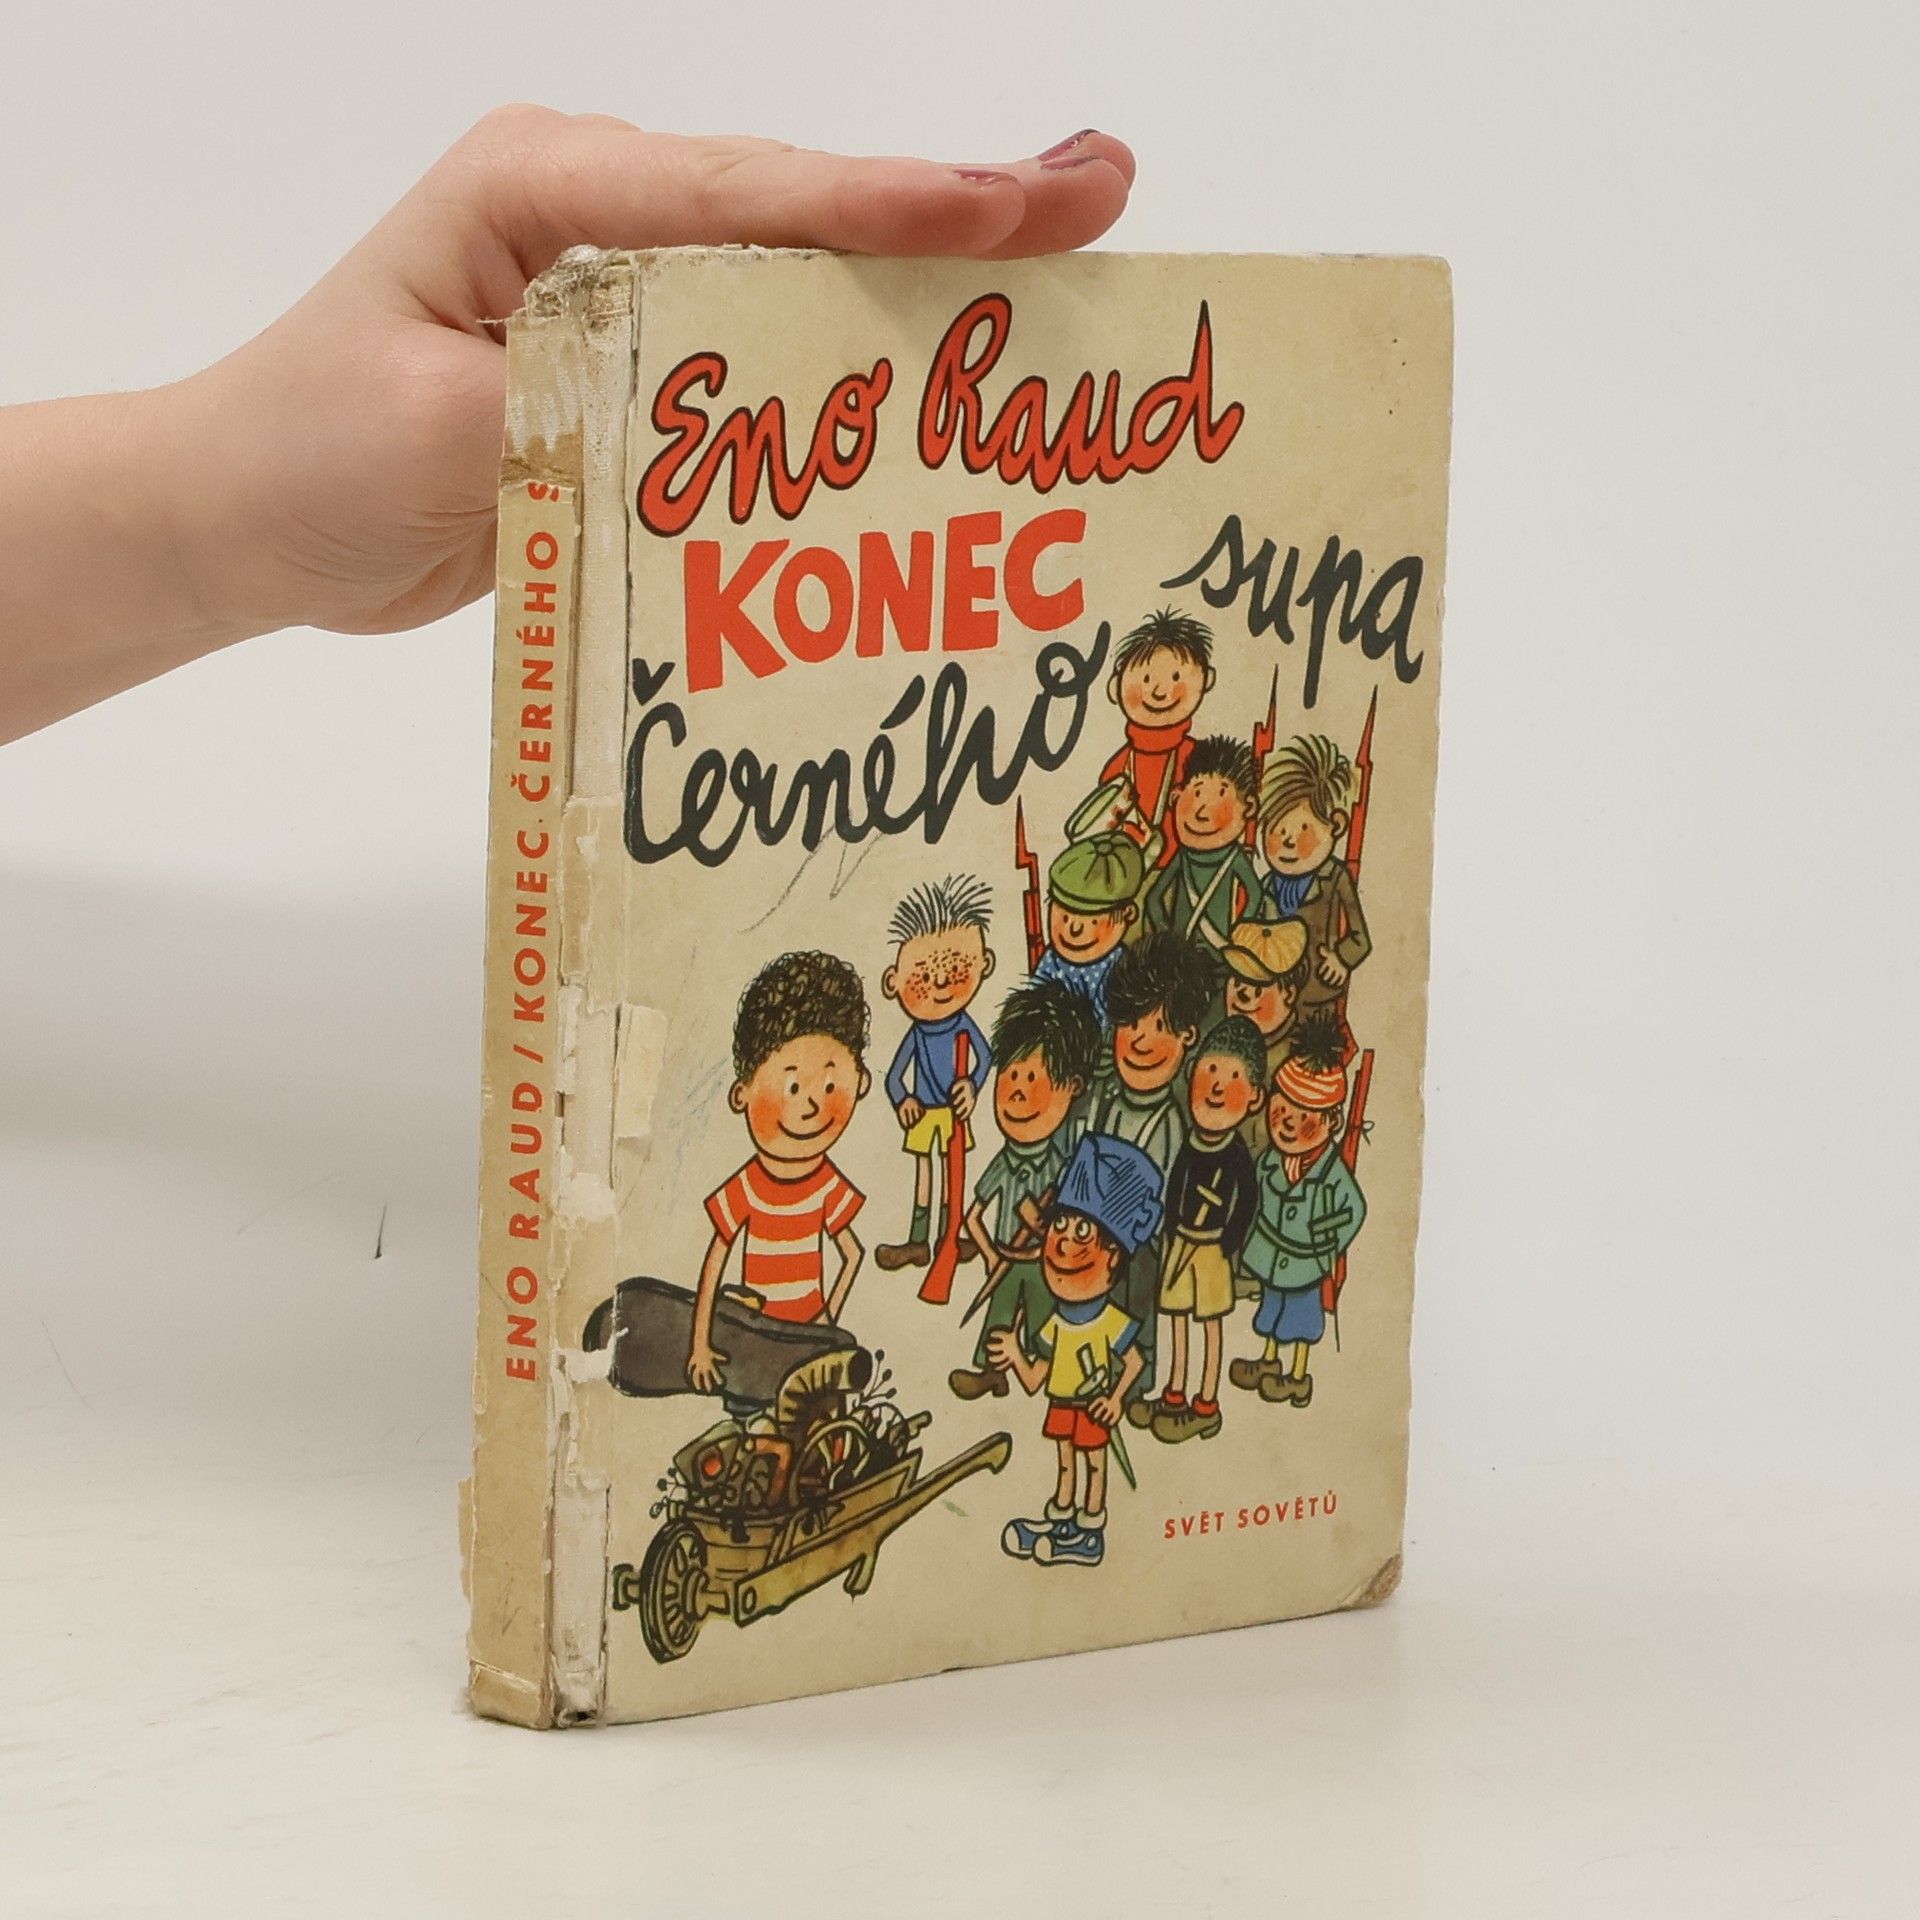 Eno Raud
KONEC
Černého supa
SVĚT SOVĚTŮ
ENO RAUD / KONEC ČERNÉHO S